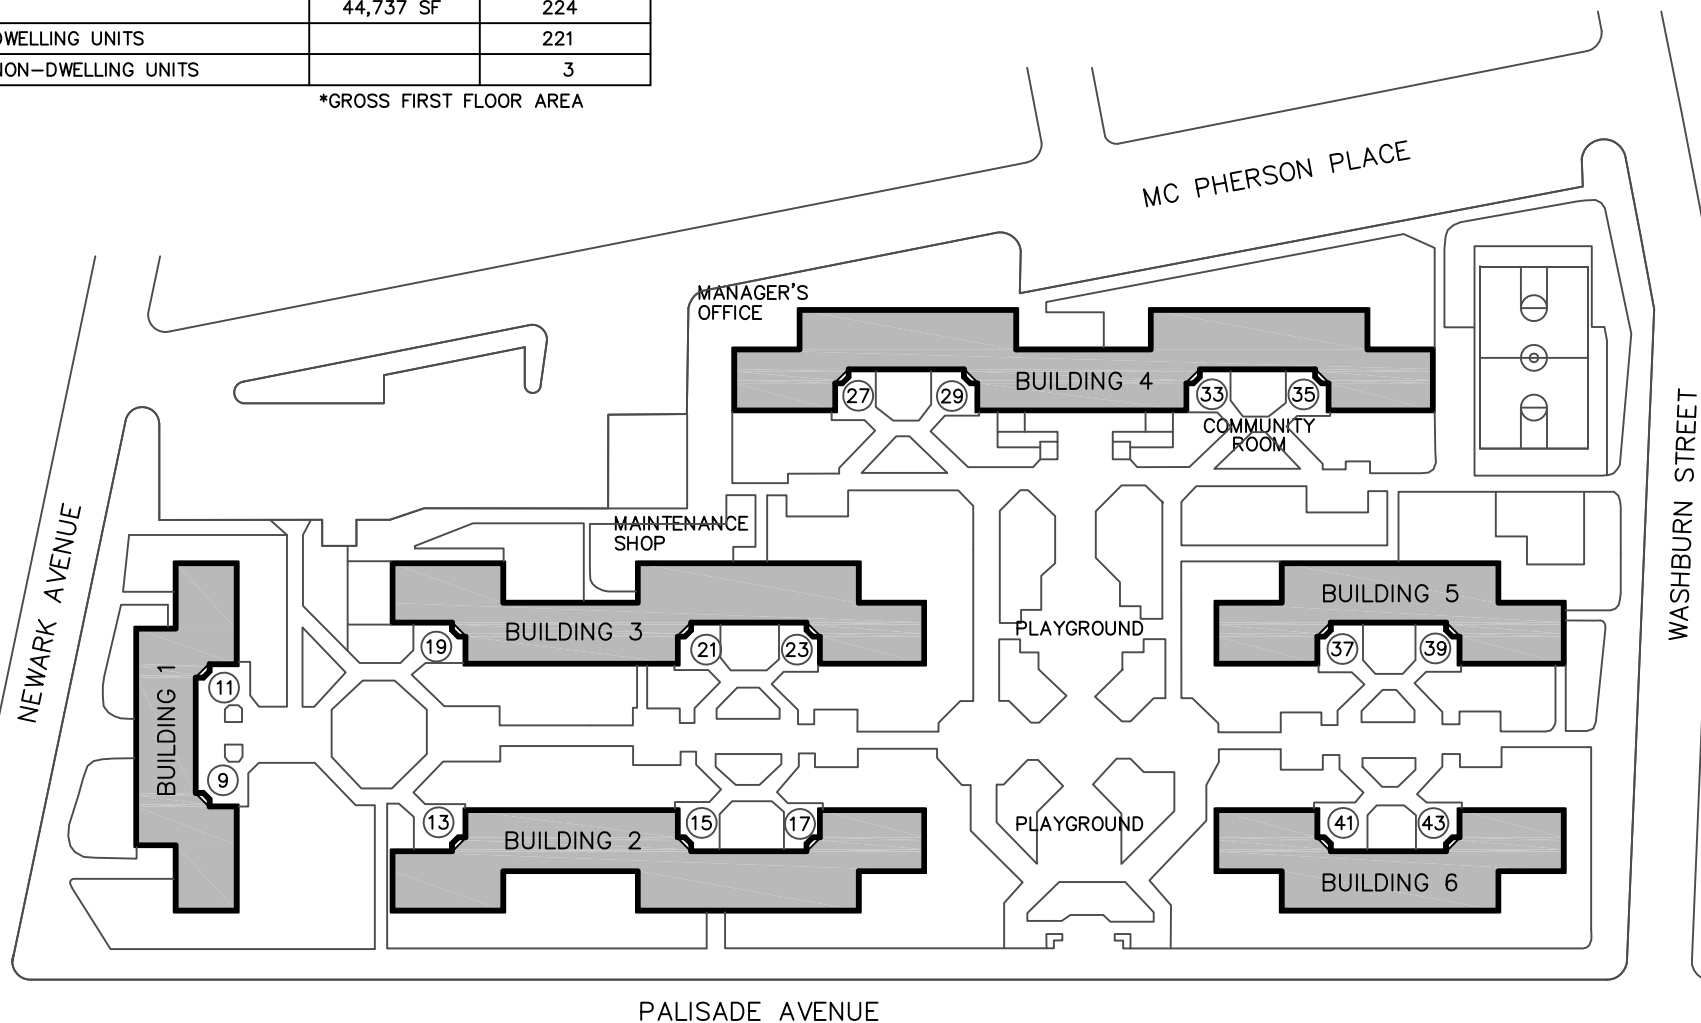 44,737 SF 224
DWELLING UNITS 221
NON-DWELLING UNITS 3
*GROSS FIRST FLOOR AREA
MC PHERSON PLACE
MANAGER'S
OFFICE
BUILDING 4
27
29
33
35
COMMUNITY
ROOM
WASHBURN STREET
NEWARK AVENUE
MAINTENANCE
SHOP
BUILDING 3
19
21
23
BUILDING 5
37
39
PLAYGROUND
BUILDING 1
11
9
13
15
17
BUILDING 2
PLAYGROUND
41
43
BUILDING 6
PALISADE AVENUE